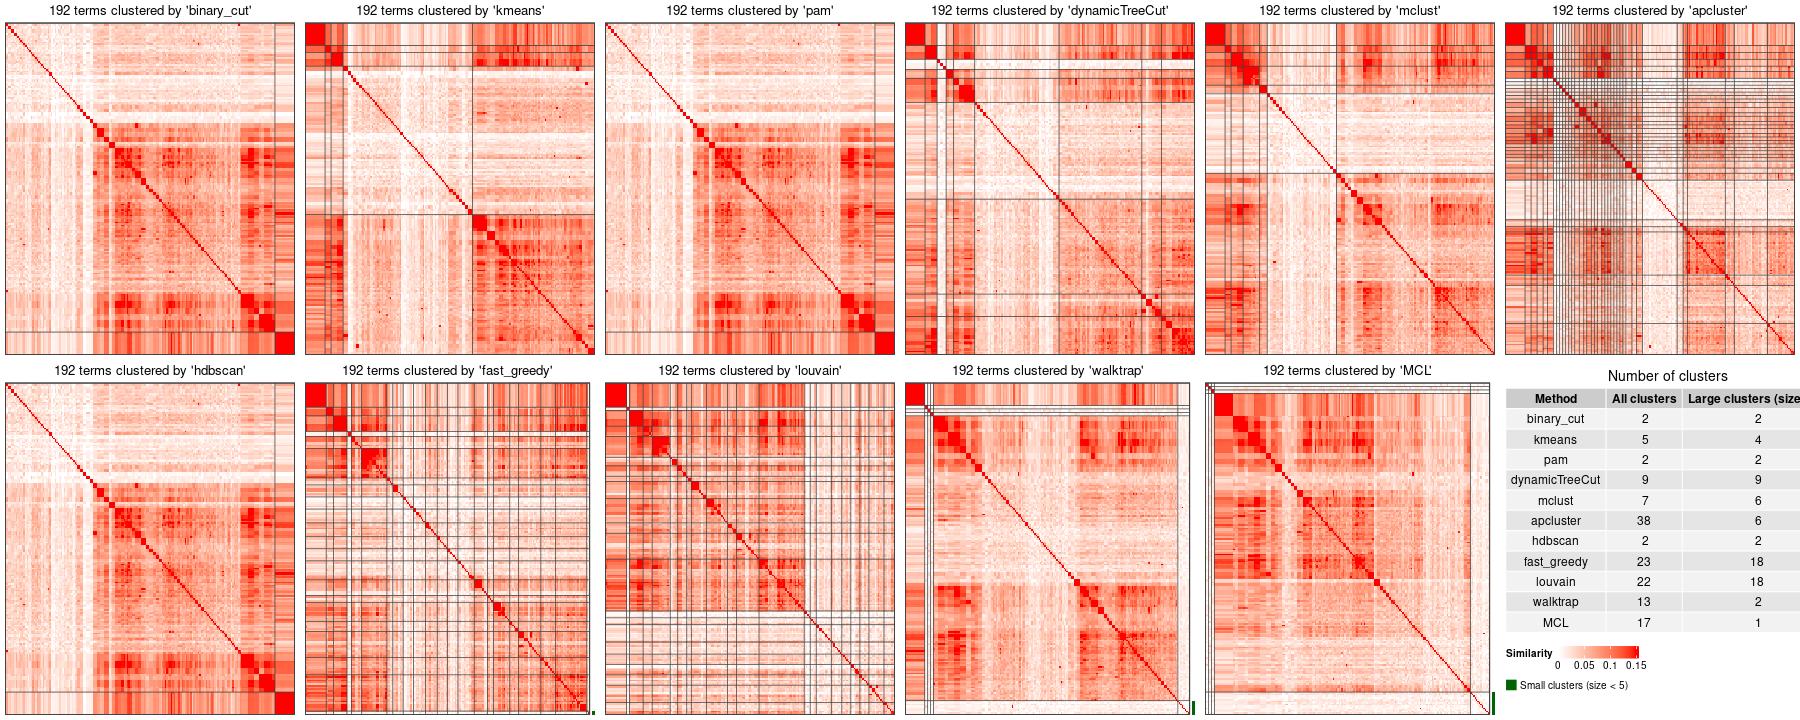 192 terms clustered by 'binary_cut'
192 terms clustered by 'kmeans'
192 terms clustered by 'pam'
192 terms clustered by 'dynamicTreeCut'
192 terms clustered by 'mclust'
192 terms clustered by 'apcluster'
192 terms clustered by 'hdbscan'
192 terms clustered by 'fast_greedy'
192 terms clustered by 'louvain'
192 terms clustered by 'walktrap'
192 terms clustered by 'MCL'
Number of clusters
Method All clusters Large clusters (size
binary_cut 2 2
kmeans 5 4
pam 2 2
dynamicTreeCut 9 9
mclust 7 6
apcluster 38 6
hdbscan 2 2
fast_greedy 23 18
louvain 22 18
walktrap 13 2
MCL 17 1
Similarity
0 0.05 0.1 0.15
Small clusters (size < 5)